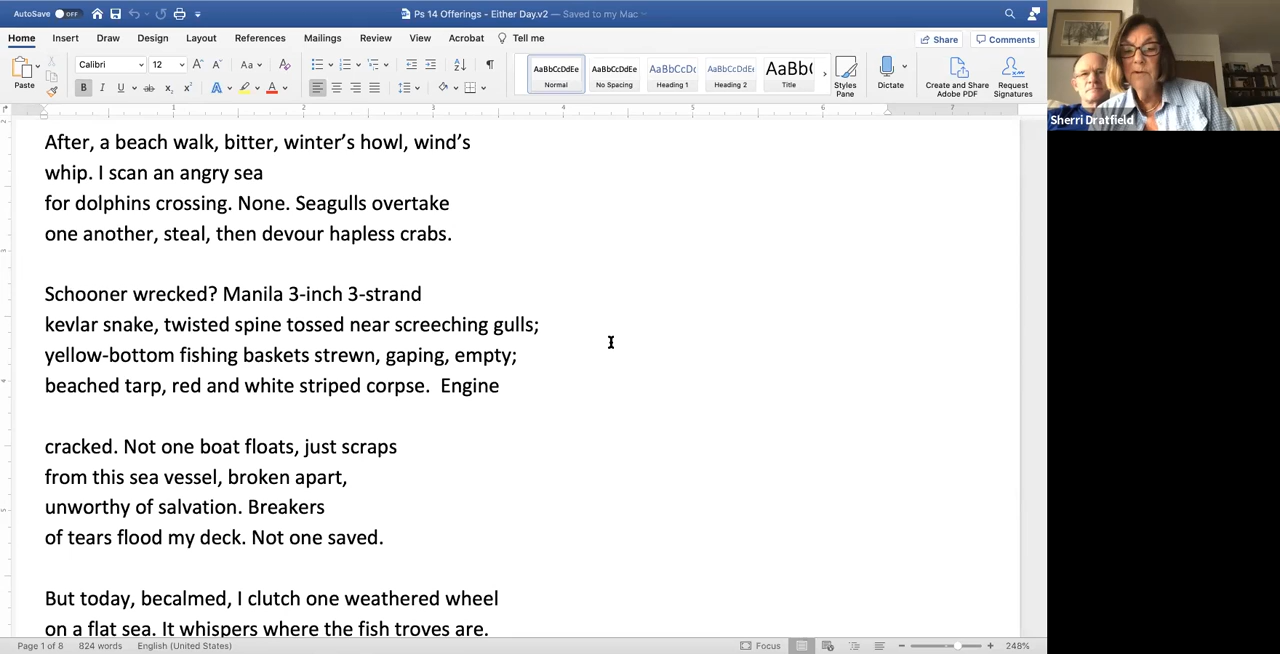 AutoSave OFF
Ps 14 Offerings - Either Day.v2 — Saved to my Mac
Home Insert Draw Design Layout References Mailings Review View Acrobat Tell me
Share Comments
Paste
Calibri 12
AaBbCcDdEe Normal
AaBbCcDdEe No Spacing
AaBbCcDc Heading 1
AaBbCcDdEe Heading 2
AaBb( Title
Styles Pane
Dictate
Create and Share Adobe PDF
Request Signatures
1 2 3 4 5 6 7
After, a beach walk, bitter, winter’s howl, wind’s
whip. I scan an angry sea
for dolphins crossing. None. Seagulls overtake
one another, steal, then devour hapless crabs.
Schooner wrecked? Manila 3-inch 3-strand
kevlar snake, twisted spine tossed near screeching gulls;
yellow-bottom fishing baskets strewn, gaping, empty;
beached tarp, red and white striped corpse.  Engine
cracked. Not one boat floats, just scraps
from this sea vessel, broken apart,
unworthy of salvation. Breakers
of tears flood my deck. Not one saved.
But today, becalmed, I clutch one weathered wheel
on a flat sea. It whispers where the fish troves are.
Page 1 of 8 824 words English (United States)
Focus 248%
Sherri Dratfield